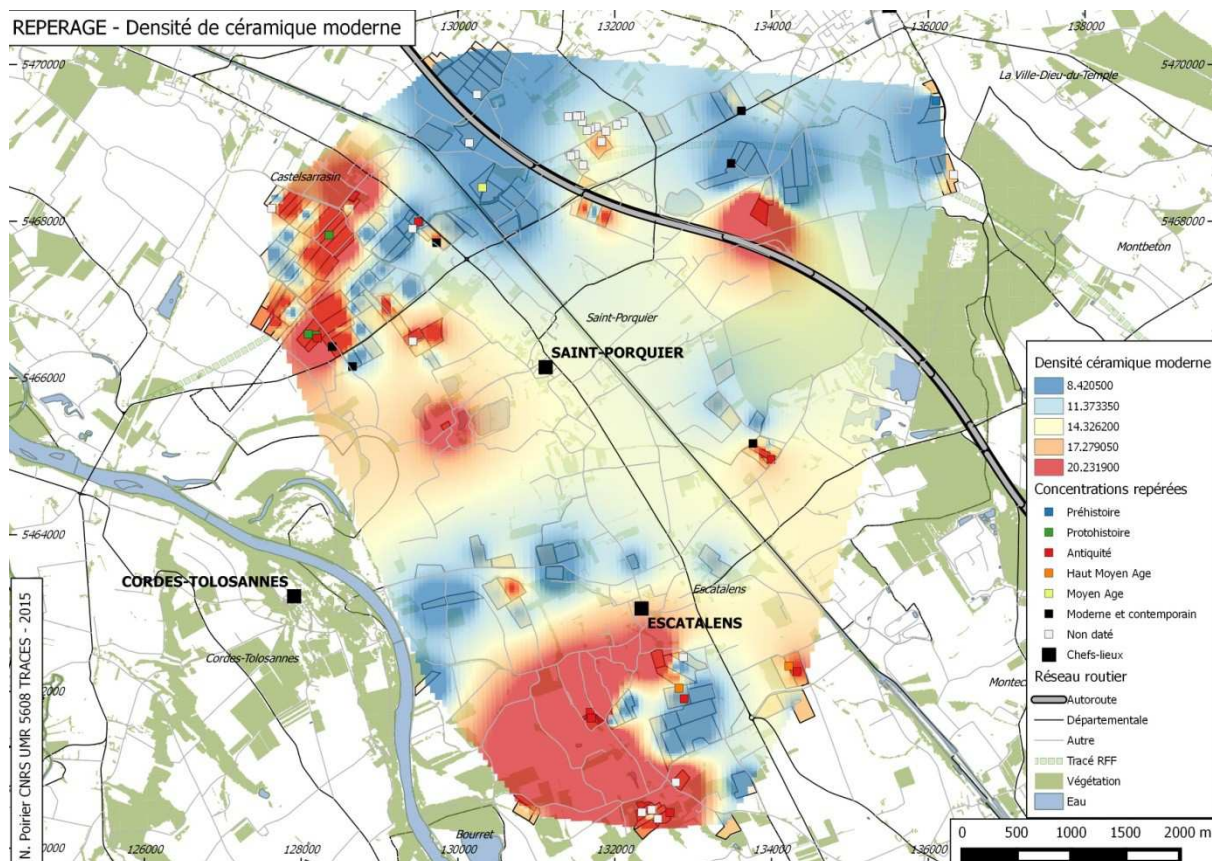 REPERAGE - Densité de céramique moderne
130000
132000
134000
136000
138000
5470000
5470000
La Ville-Dieu-du-Temple
Castelsarrasin
5468000
5468000
Montbeton
Saint-Porquier
SAINT-PORQUIER
5466000
Densité céramique moderne
8.420500
11.373350
14.326200
17.279050
20.231900
Concentrations repérées
Préhistoire
Protohistoire
Antiquité
Haut Moyen Age
Moyen Age
Moderne et contemporain
Non daté
Chefs-lieux
Réseau routier
Autoroute
Départementale
Autre
Tracé RFF
Végétation
Eau
5464000
CORDES-TOLOSANNES
Escatalens
ESCATALENS
Cordes-Tolosannes
Montec
2000
N. Poirier CNRS UMR 5608 TRACES - 2015
Bourret
126000
128000
130000
132000
134000
136000
0 500 1000 1500 2000 m